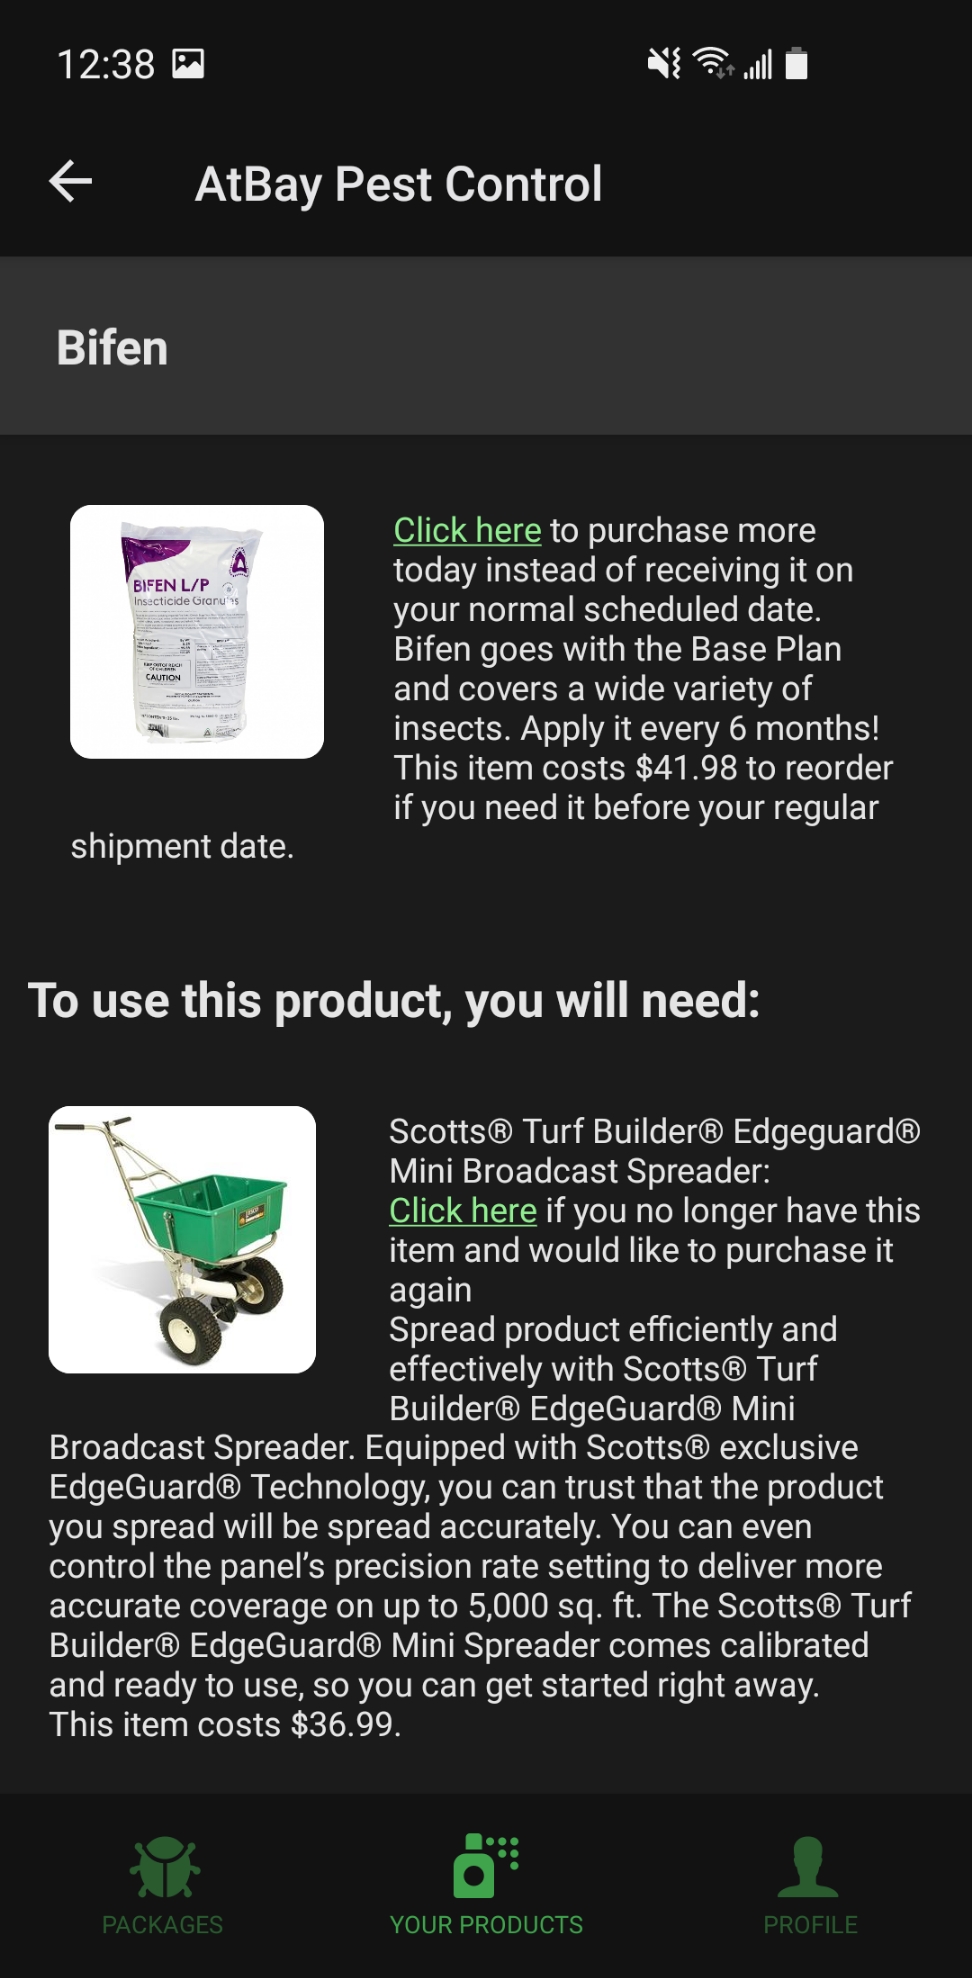 12:38
AtBay Pest Control
Bifen
BIFEN L/P
Insecticide Granules
CAUTION
Click here to purchase more
today instead of receiving it on
your normal scheduled date.
Bifen goes with the Base Plan
and covers a wide variety of
insects. Apply it every 6 months!
This item costs $41.98 to reorder
if you need it before your regular
shipment date.
To use this product, you will need:
Scotts® Turf Builder® Edgeguard®
Mini Broadcast Spreader:
Click here if you no longer have this
item and would like to purchase it
again
Spread product efficiently and
effectively with Scotts® Turf
Builder® EdgeGuard® Mini
Broadcast Spreader. Equipped with Scotts® exclusive
EdgeGuard® Technology, you can trust that the product
you spread will be spread accurately. You can even
control the panel’s precision rate setting to deliver more
accurate coverage on up to 5,000 sq. ft. The Scotts® Turf
Builder® EdgeGuard® Mini Spreader comes calibrated
and ready to use, so you can get started right away.
This item costs $36.99.
PACKAGES
YOUR PRODUCTS
PROFILE